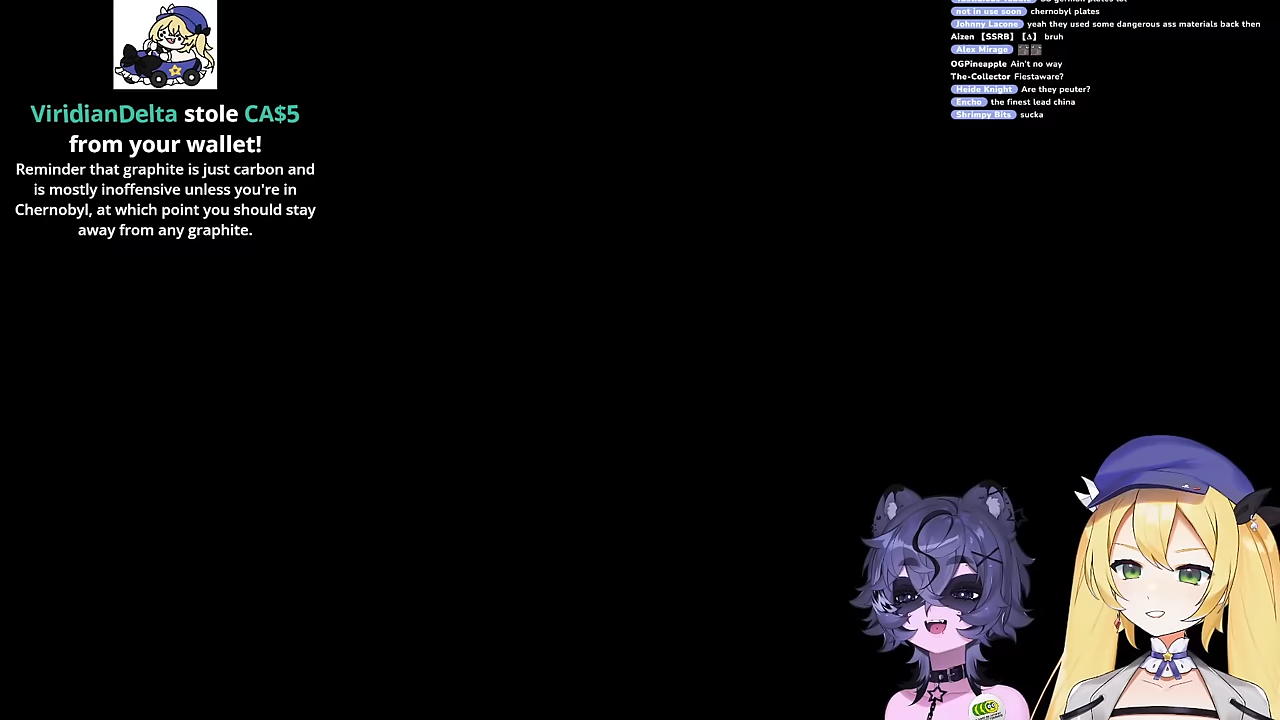 ViridianDelta stole CA$5
from your wallet!
Reminder that graphite is just carbon and
is mostly inoffensive unless you're in
Chernobyl, at which point you should stay
away from any graphite.
not in use soon chernobyl plates
Johnny Lacone yeah they used some dangerous ass materials back then
Aizen 【SSRB】 【A】 bruh
Alex Mirage
OGPineapple Ain't no way
The-Collector Fiestaware?
Heide Knight Are they peuter?
Encho the finest lead china
Shrimpy Bits sucka